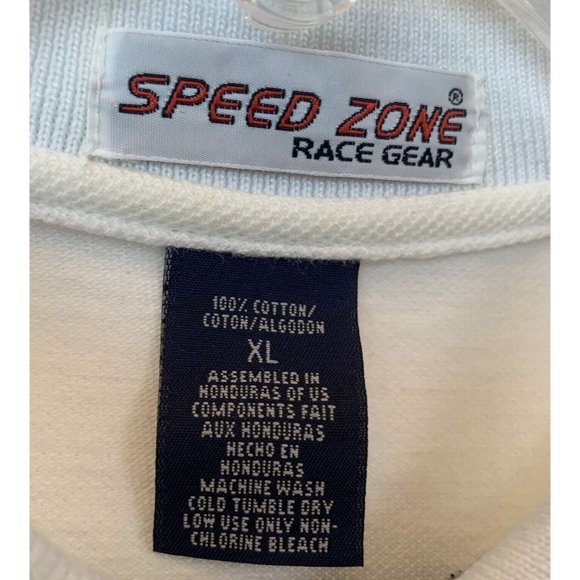 SPEED ZONE®
RACE GEAR
100% COTTON/
COTON/ALGODON
XL
ASSEMBLED IN
HONDURAS OF US
COMPONENTS FAIT
AUX HONDURAS
HECHO EN
HONDURAS
MACHINE WASH
COLD TUMBLE DRY
LOW USE ONLY NON-
CHLORINE BLEACH